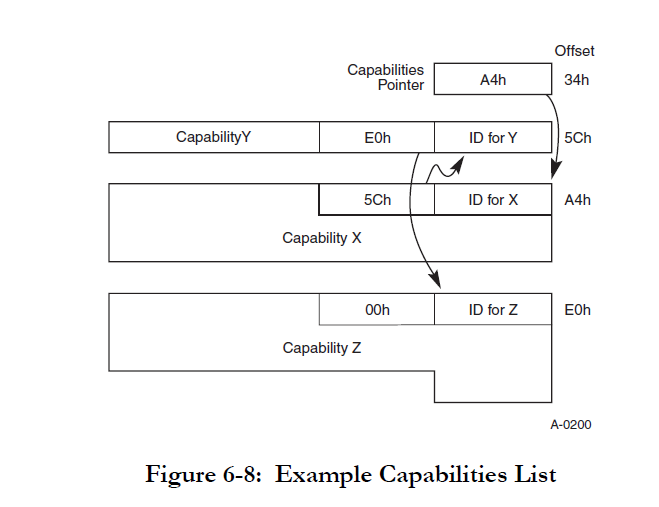 Offset
Capabilities
Pointer
A4h
34h
CapabilityY
E0h
ID for Y
5Ch
5Ch
ID for X
A4h
Capability X
00h
ID for Z
E0h
Capability Z
A-0200
Figure 6-8: Example Capabilities List